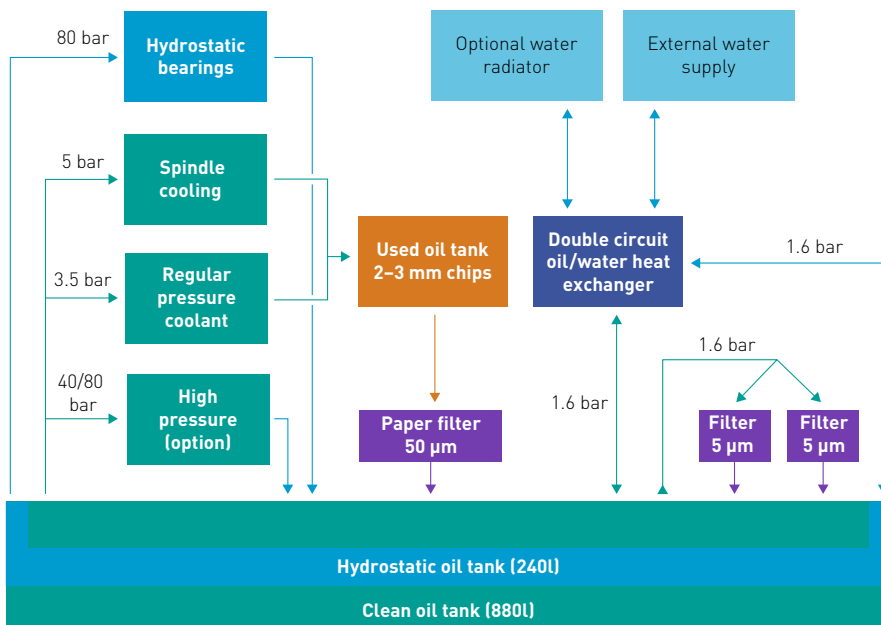 80 bar
Hydrostatic
bearings
Optional water
radiator
External water
supply
5 bar
Spindle
cooling
Used oil tank
2–3 mm chips
Double circuit
oil/water heat
exchanger
1.6 bar
3.5 bar
Regular
pressure
coolant
1.6 bar
40/80
bar
High
pressure
(option)
Paper filter
50 µm
1.6 bar
Filter
5 µm
Filter
5 µm
Hydrostatic oil tank (240l)
Clean oil tank (880l)